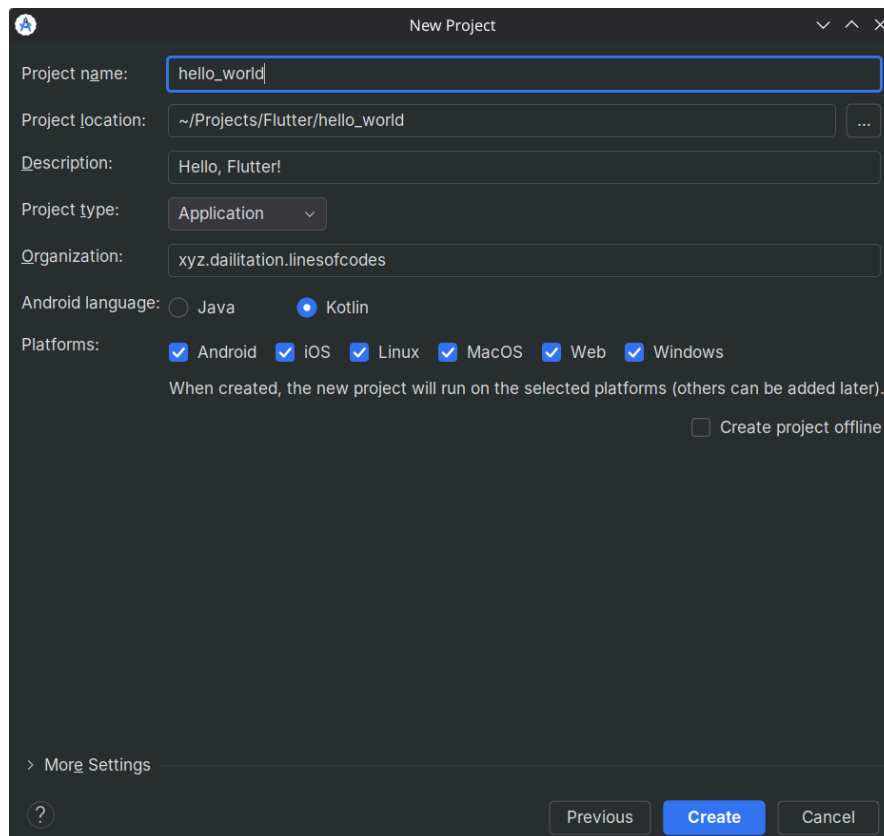 New Project
Project name: hello_world
Project location: ~/Projects/Flutter/hello_world ...
Description: Hello, Flutter!
Project type: Application
Organization: xyz.dailitation.linesofcodes
Android language: Java Kotlin
Platforms: Android iOS Linux MacOS Web Windows
When created, the new project will run on the selected platforms (others can be added later).
Create project offline
More Settings
? Previous Create Cancel